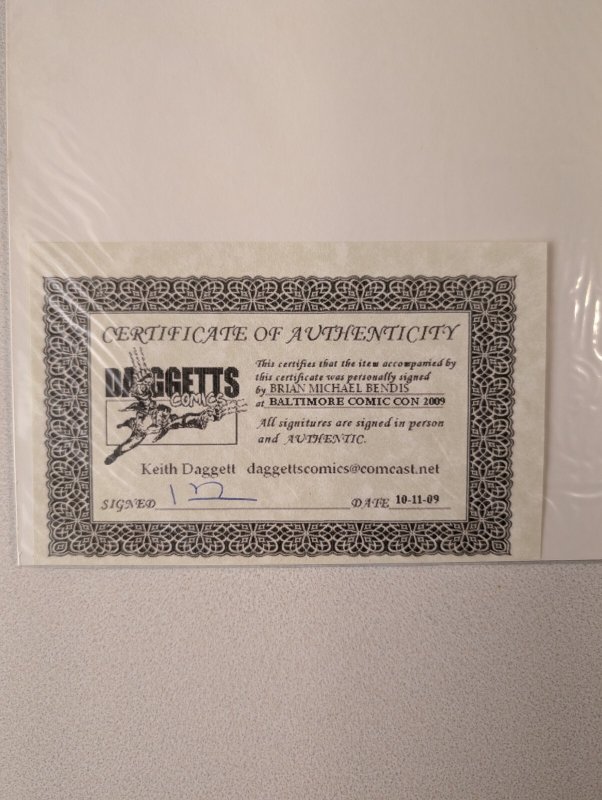 CERTIFICATE OF AUTHENTICITY
DAGGETTS
COMICS
This certifies that the item accompanied by
this certificate was personally signed
by BRIAN MICHAEL BENDIS
at BALTIMORE COMIC CON 2009
All signitures are signed in person
and AUTHENTIC.
Keith Daggett daggettscomics@comcast.net
SIGNED DATE 10-11-09